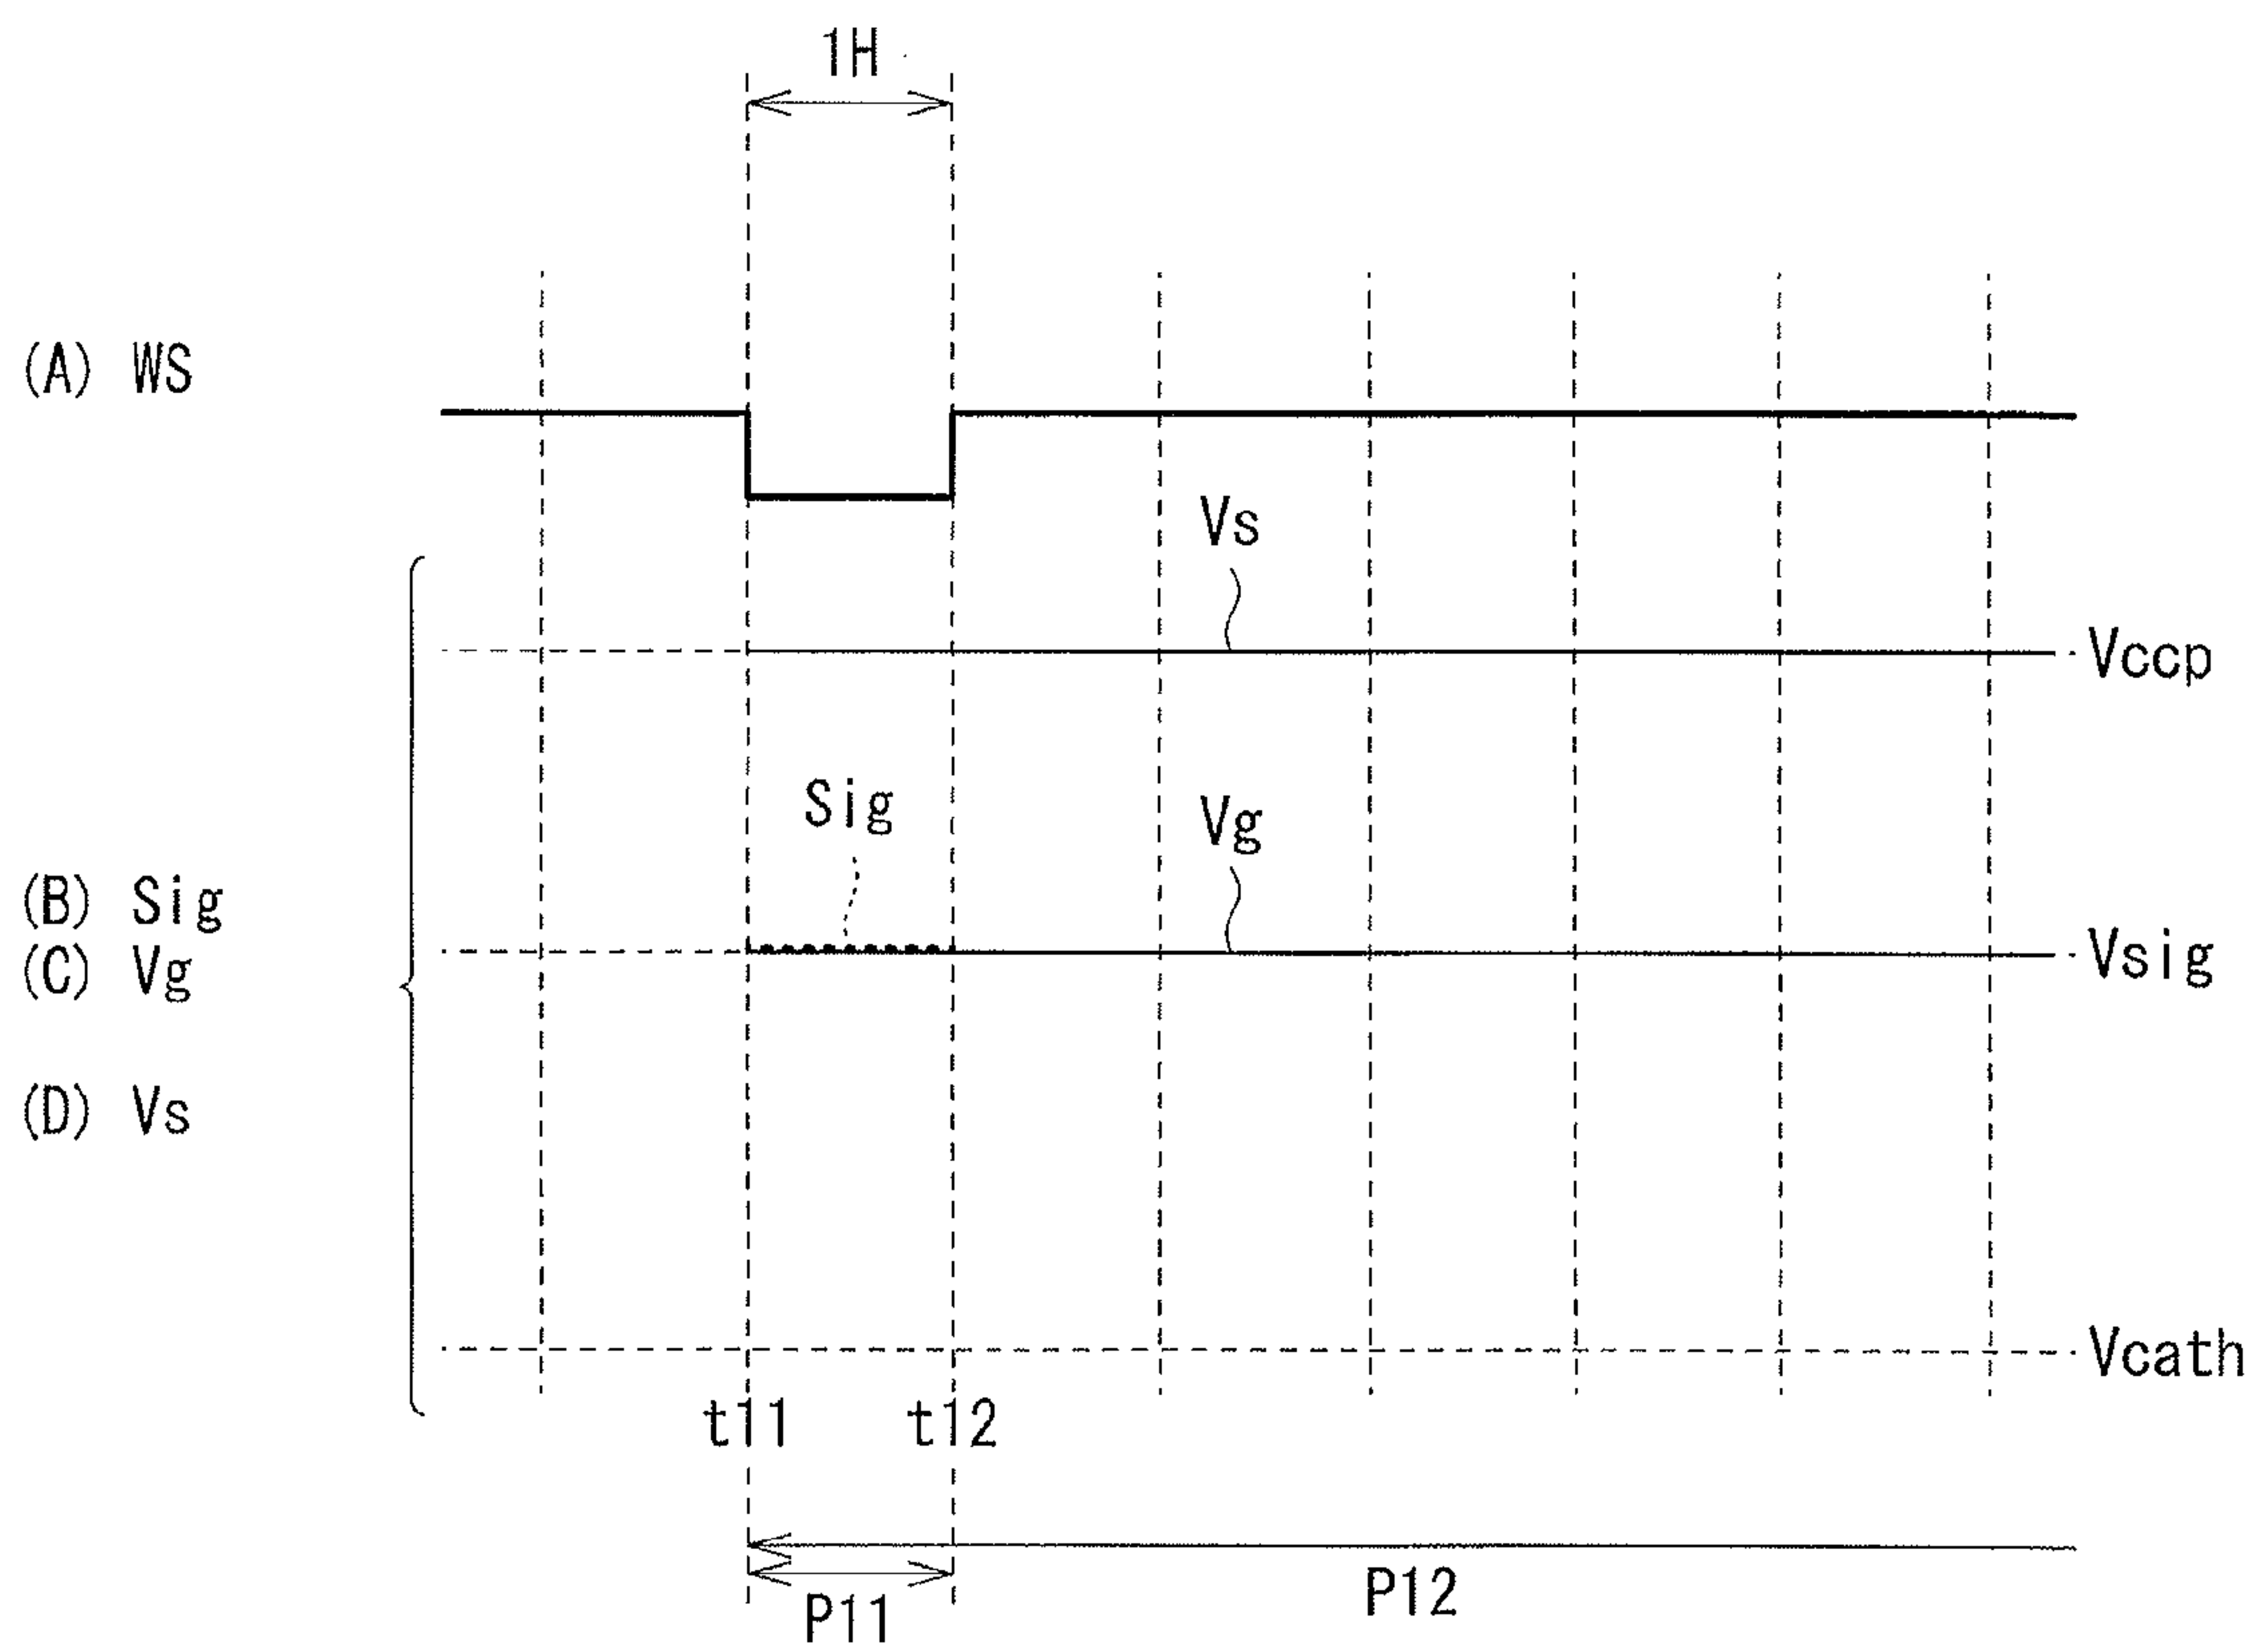 1H
(A) WS
Vs
Vccp
Sig
Vg
(B) Sig
(C) Vg
Vsig
(D) Vs
Vcath
t11
t12
P11
P12